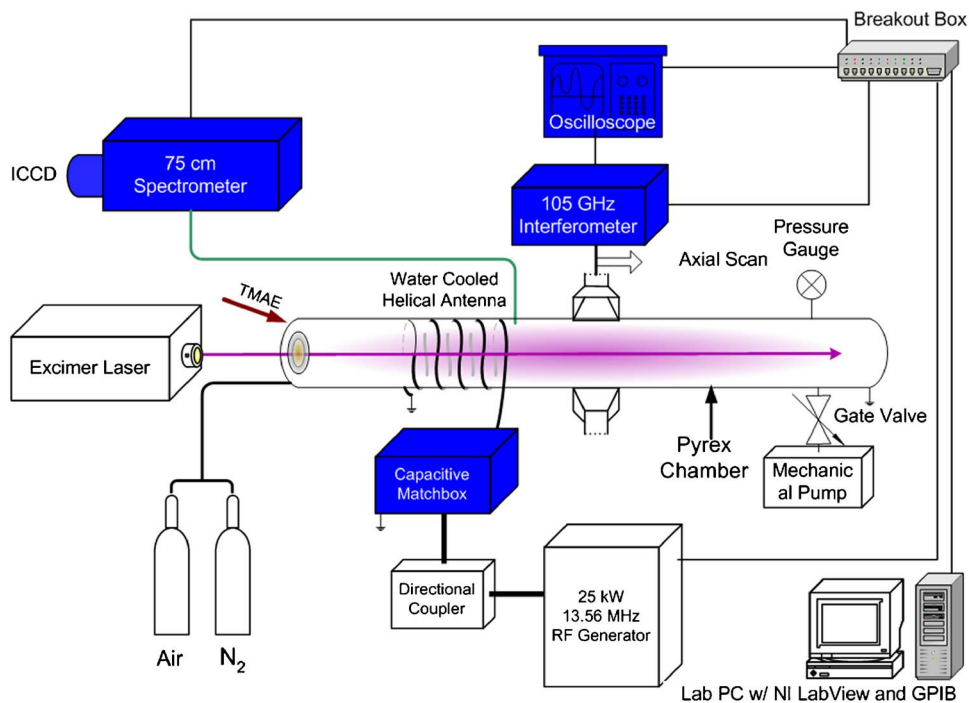 Breakout Box
Oscilloscope
ICCD
75 cm
Spectrometer
105 GHz
Interferometer
Pressure
Gauge
Axial Scan
Water Cooled
Helical Antenna
TMAE
Excimer Laser
Gate Valve
Pyrex
Chamber
Mechanic
al Pump
Capacitive
Matchbox
Directional
Coupler
25 kW
13.56 MHz
RF Generator
Air
N2
Lab PC w/ NI LabView and GPIB